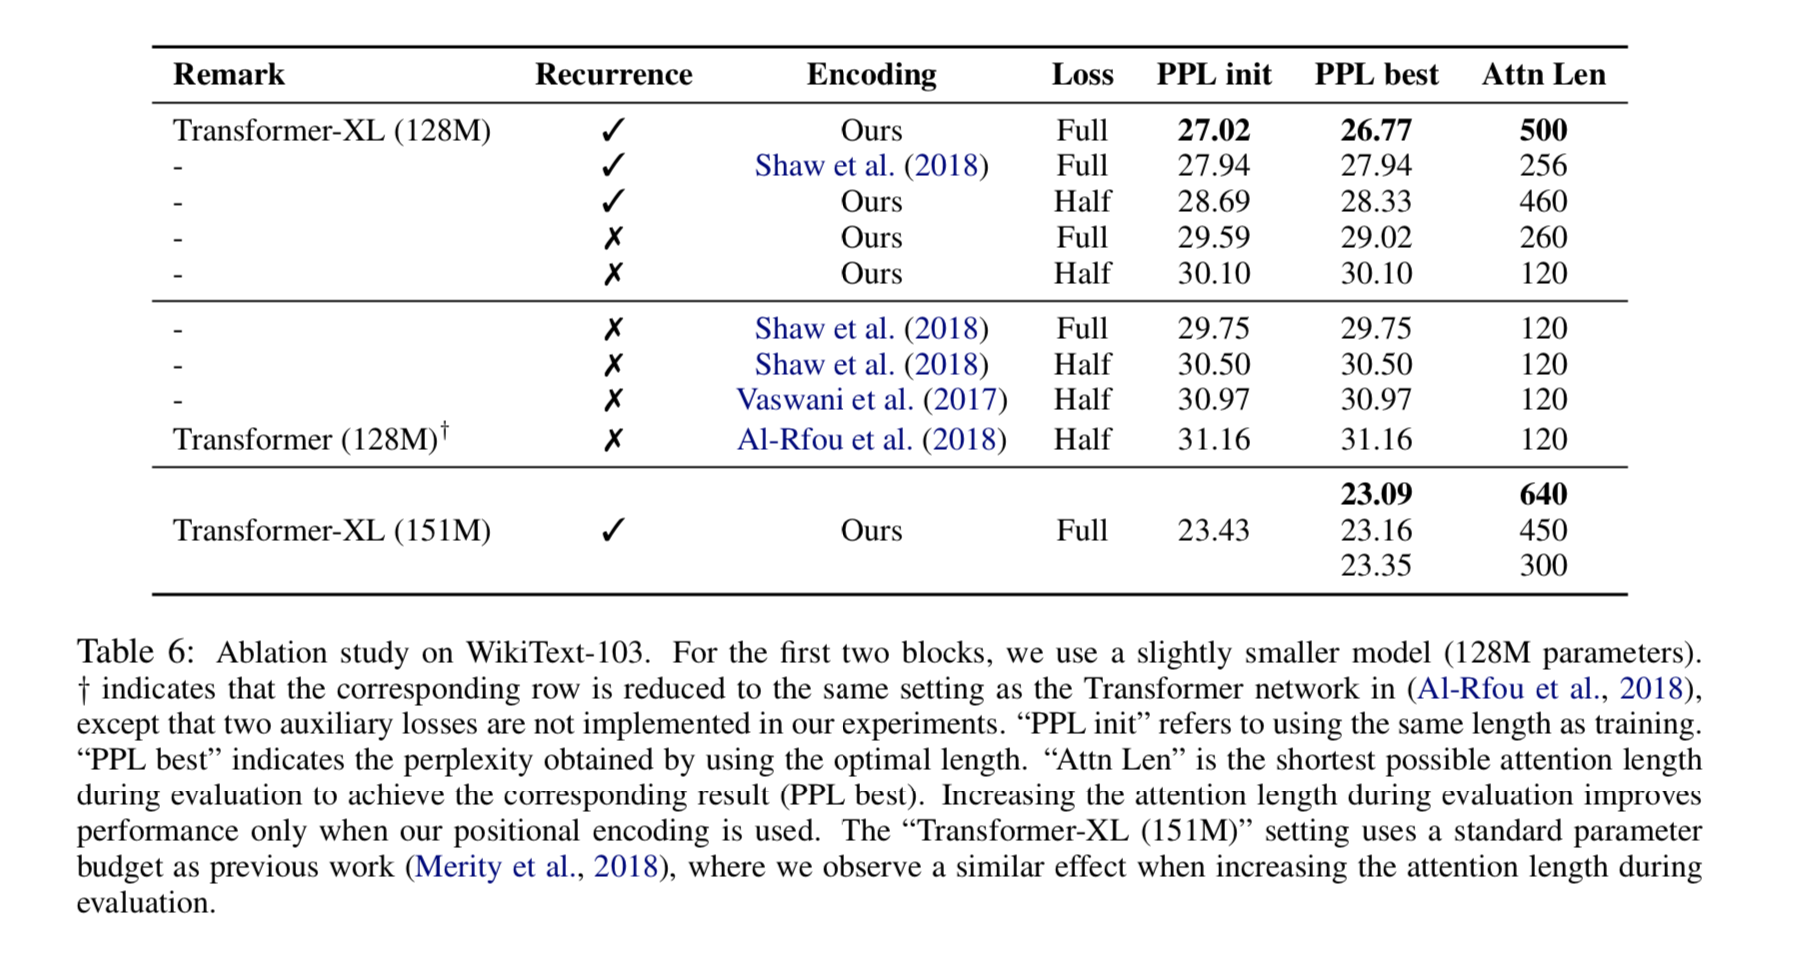 Remark Recurrence Encoding Loss PPL init PPL best Attn Len
Transformer-XL (128M) ✓ Ours Full 27.02 26.77 500
- ✓ Shaw et al. (2018) Full 27.94 27.94 256
- ✓ Ours Half 28.69 28.33 460
- ✗ Ours Full 29.59 29.02 260
- ✗ Ours Half 30.10 30.10 120
- ✗ Shaw et al. (2018) Full 29.75 29.75 120
- ✗ Shaw et al. (2018) Half 30.50 30.50 120
- ✗ Vaswani et al. (2017) Half 30.97 30.97 120
Transformer (128M)† ✗ Al-Rfou et al. (2018) Half 31.16 31.16 120
23.09 640
Transformer-XL (151M) ✓ Ours Full 23.43 23.16 450
23.35 300
Table 6: Ablation study on WikiText-103. For the first two blocks, we use a slightly smaller model (128M parameters).
† indicates that the corresponding row is reduced to the same setting as the Transformer network in (Al-Rfou et al., 2018),
except that two auxiliary losses are not implemented in our experiments. “PPL init” refers to using the same length as training.
“PPL best” indicates the perplexity obtained by using the optimal length. “Attn Len” is the shortest possible attention length
during evaluation to achieve the corresponding result (PPL best). Increasing the attention length during evaluation improves
performance only when our positional encoding is used. The “Transformer-XL (151M)” setting uses a standard parameter
budget as previous work (Merity et al., 2018), where we observe a similar effect when increasing the attention length during
evaluation.